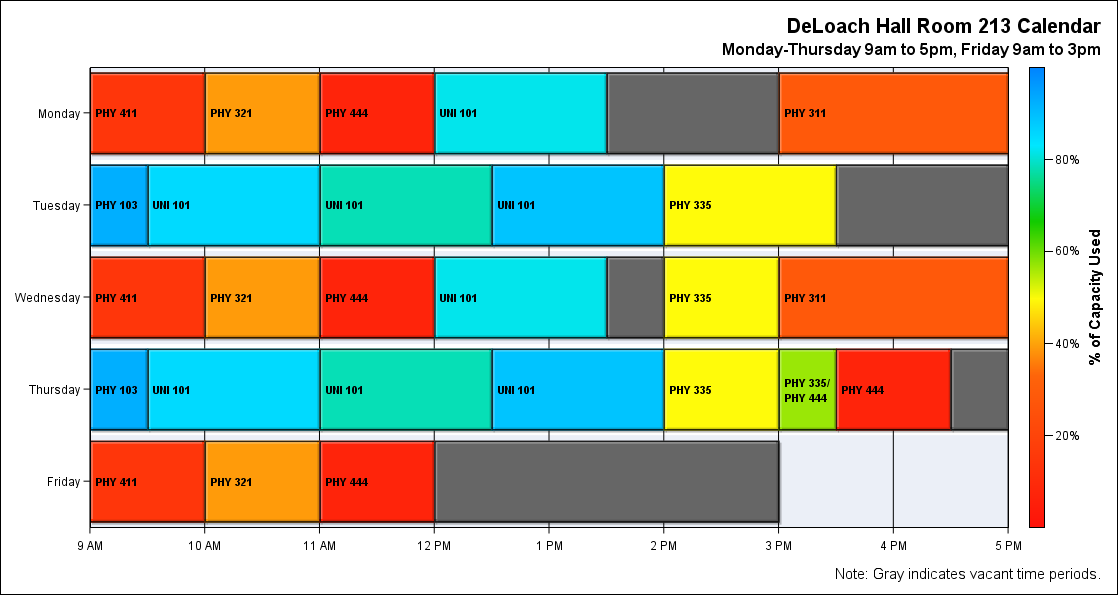 DeLoach Hall Room 213 Calendar
Monday-Thursday 9am to 5pm, Friday 9am to 3pm
Monday
PHY 411
PHY 321
PHY 444
UNI 101
PHY 311
Tuesday
PHY 103
UNI 101
UNI 101
UNI 101
PHY 335
Wednesday
PHY 411
PHY 321
PHY 444
UNI 101
PHY 335
PHY 311
Thursday
PHY 103
UNI 101
UNI 101
UNI 101
PHY 335
PHY 335/
PHY 444
PHY 444
Friday
PHY 411
PHY 321
PHY 444
9 AM
10 AM
11 AM
12 PM
1 PM
2 PM
3 PM
4 PM
5 PM
80%
60%
40%
20%
% of Capacity Used
Note: Gray indicates vacant time periods.